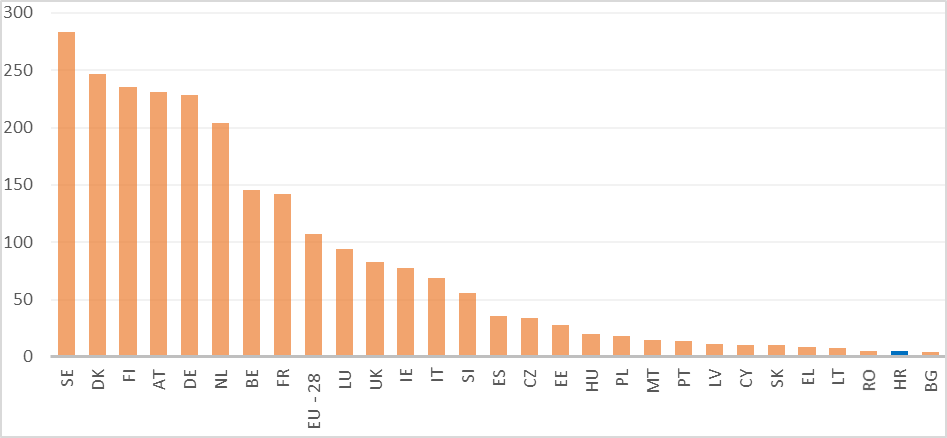 300
250
200
150
100
50
0
SE
DK
FI
AT
DE
NL
BE
FR
EU - 28
LU
UK
IE
IT
SI
ES
CZ
EE
HU
PL
MT
PT
LV
CY
SK
EL
LT
RO
HR
BG